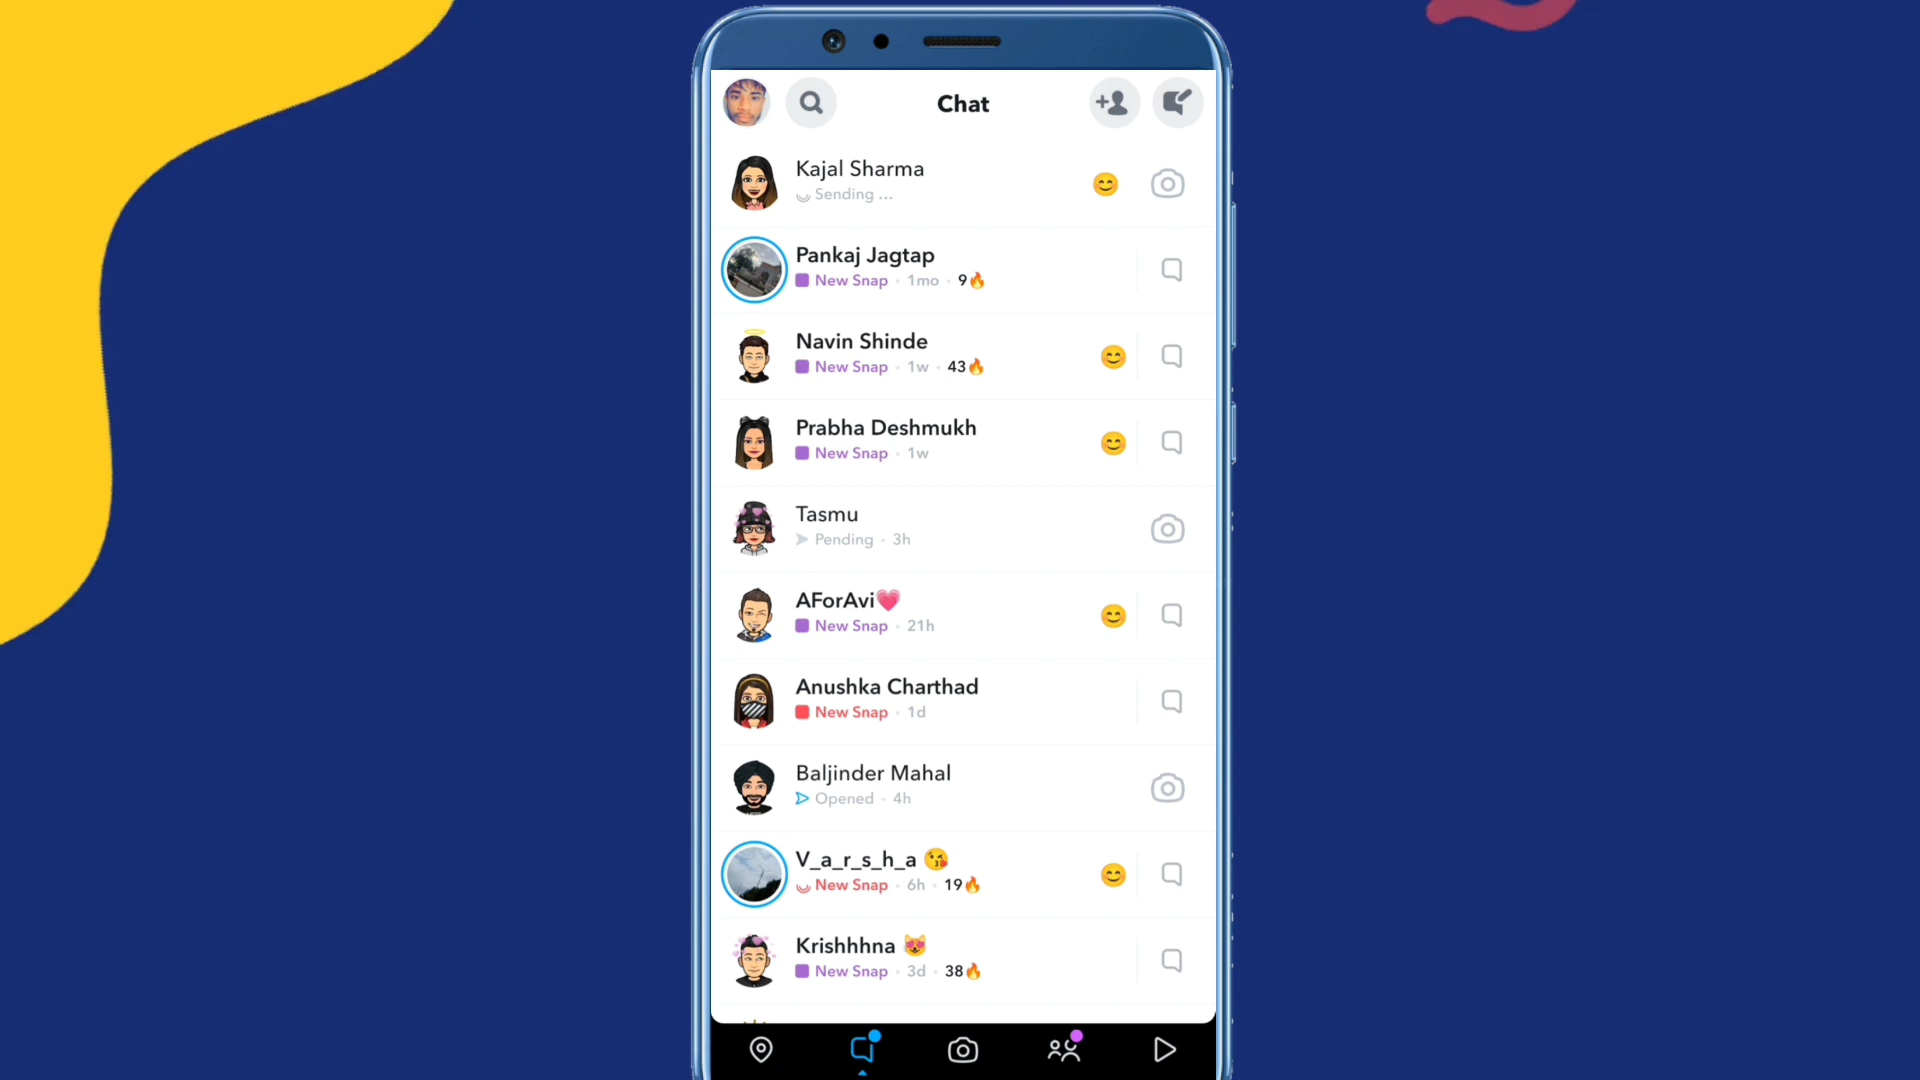 Chat
Kajal Sharma
Sending ...
Pankaj Jagtap
New Snap · 1mo · 9🔥
Navin Shinde
New Snap · 1w · 43🔥
Prabha Deshmukh
New Snap · 1w
Tasmu
Pending · 3h
AForAvi💗
New Snap · 21h
Anushka Charthad
New Snap · 1d
Baljinder Mahal
Opened · 4h
V_a_r_s_h_a 😘
New Snap · 6h · 19🔥
Krishhhna 😻
New Snap · 3d · 38🔥